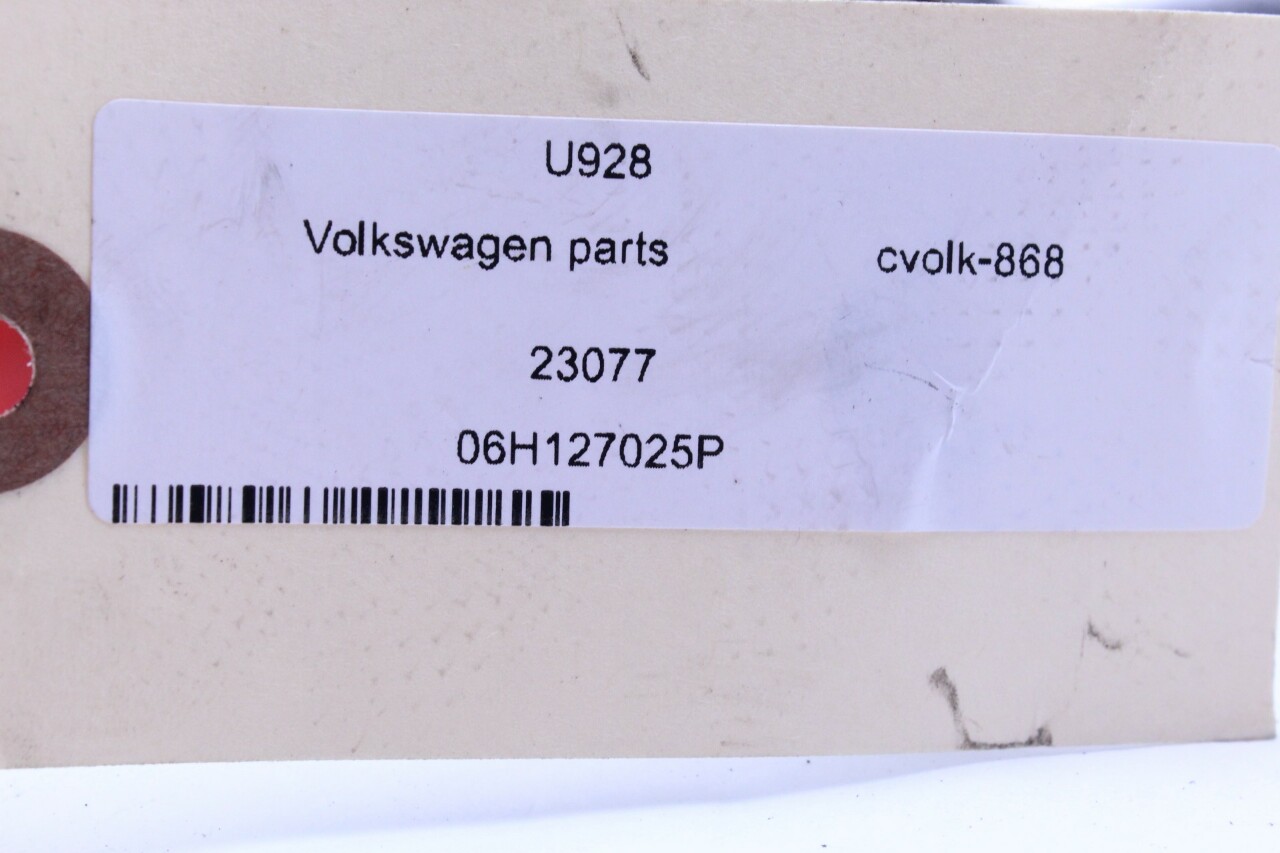 U928
Volkswagen parts cvolk-868
23077
06H127025P